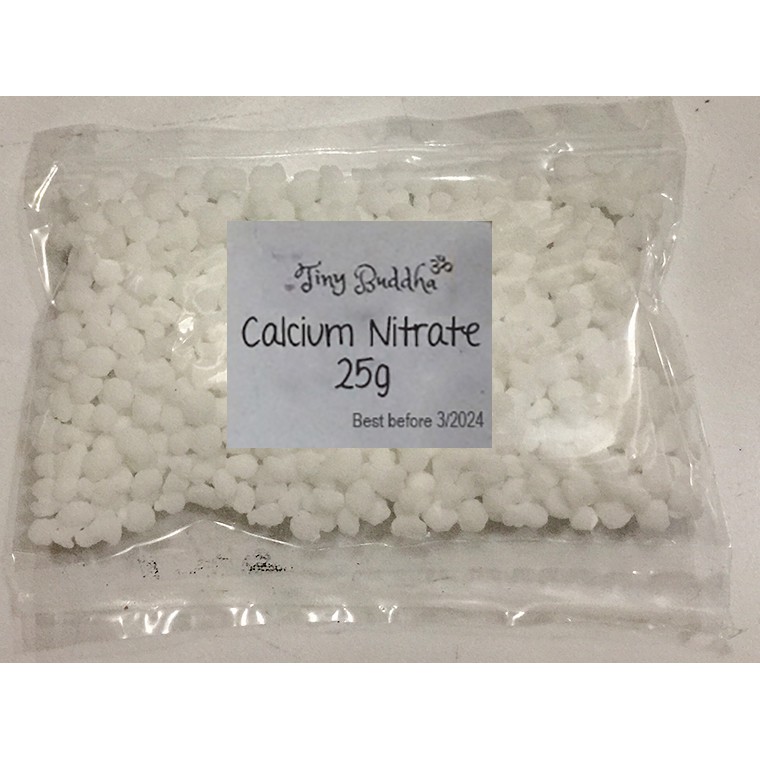 Tiny Buddha ॐ
Calcium Nitrate
25g
Best before 3/2024